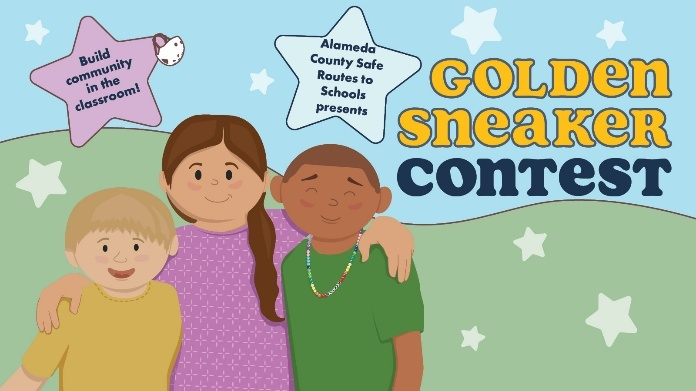 Build
community
in the
classroom!
Alameda
County Safe
Routes to
Schools
presents
GOLDEN
SNEAKER
CONTEST